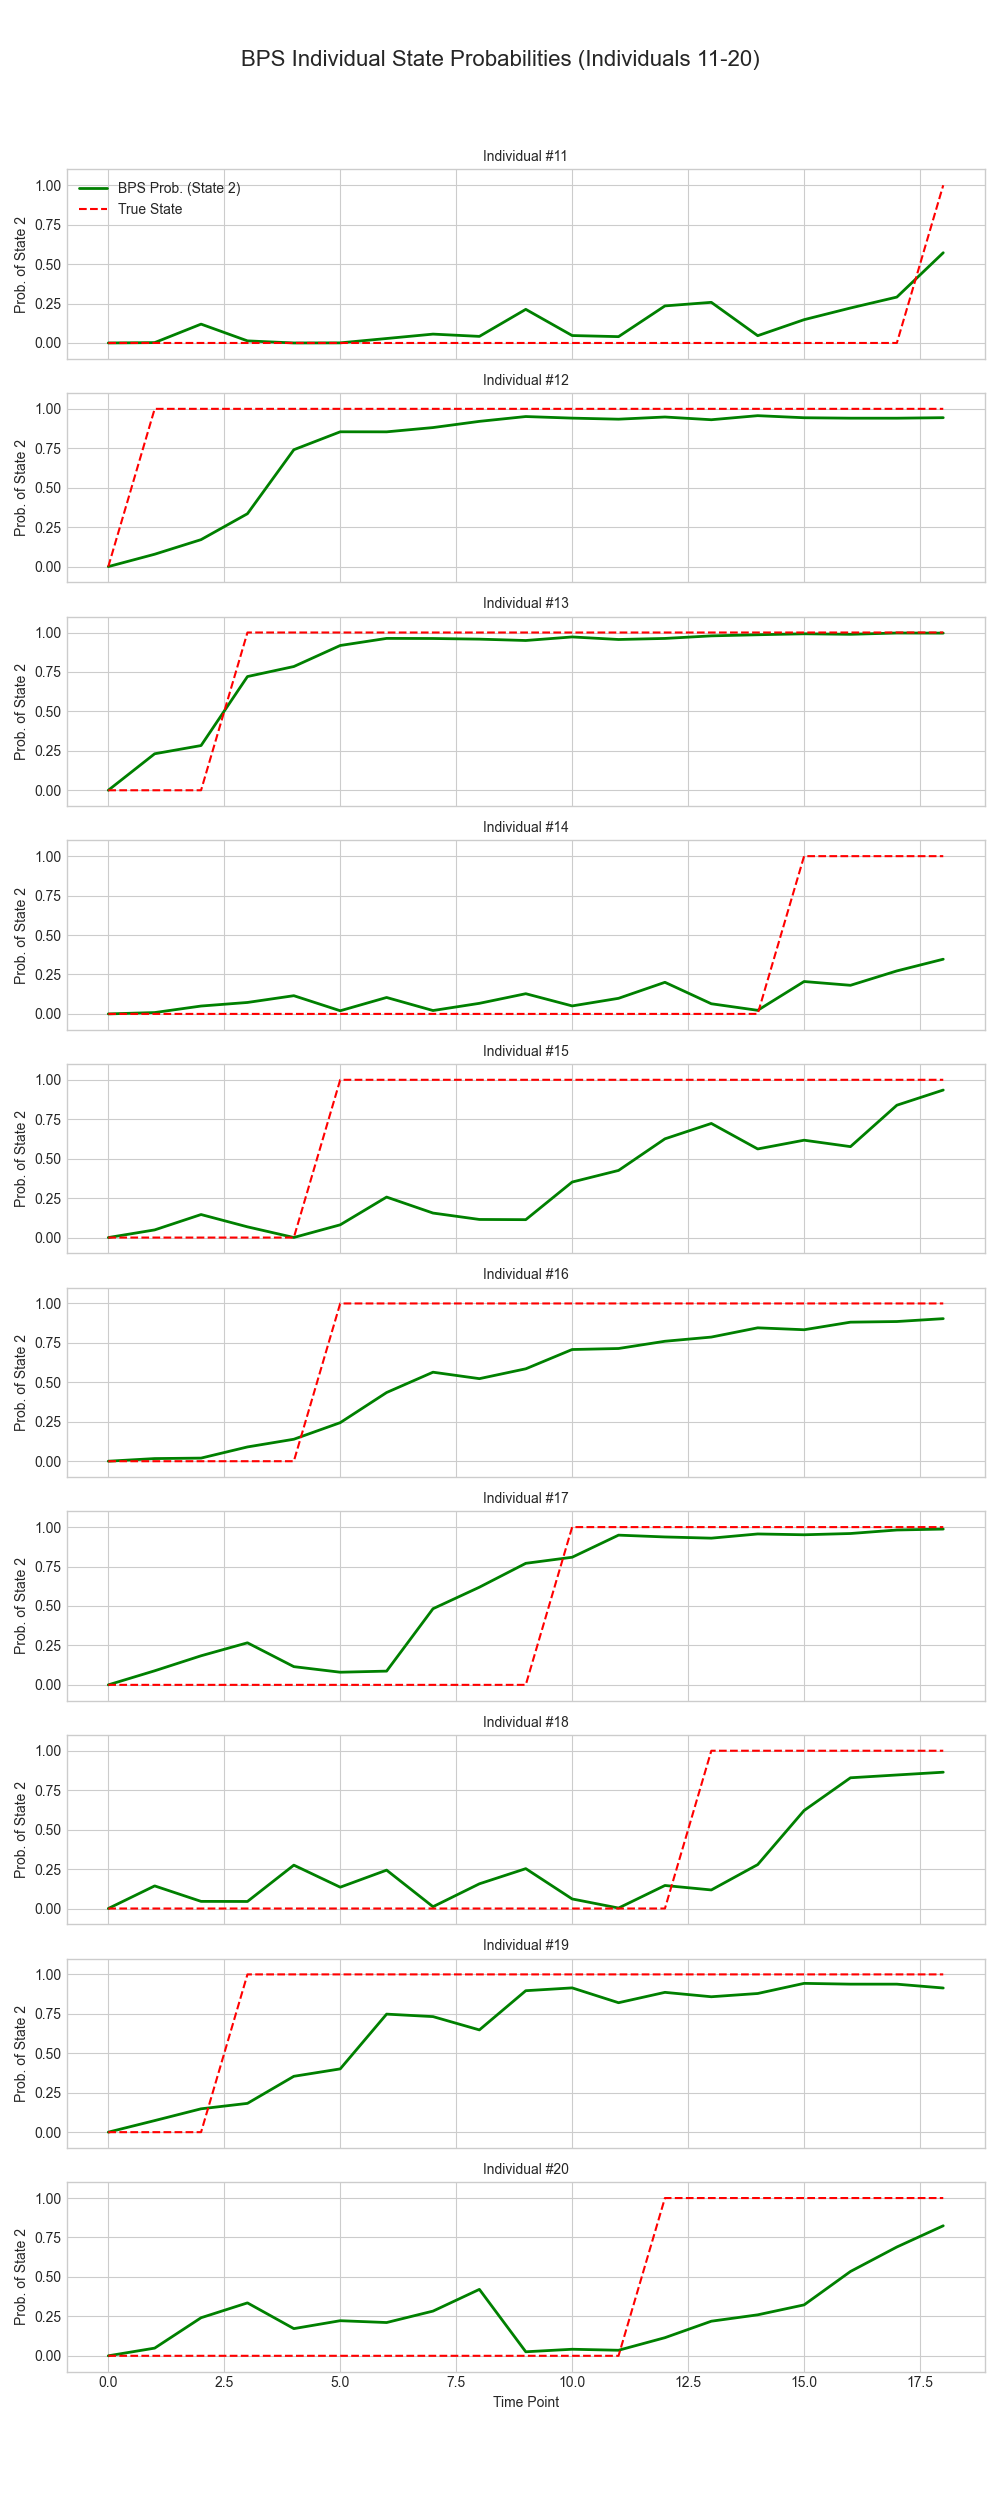 BPS Individual State Probabilities (Individuals 11-20)
Individual #11
1.00
0.75
0.50
0.25
0.00
Prob. of State 2
BPS Prob. (State 2)
True State
Individual #12
1.00
0.75
0.50
0.25
0.00
Prob. of State 2
Individual #13
1.00
0.75
0.50
0.25
0.00
Prob. of State 2
Individual #14
1.00
0.75
0.50
0.25
0.00
Prob. of State 2
Individual #15
1.00
0.75
0.50
0.25
0.00
Prob. of State 2
Individual #16
1.00
0.75
0.50
0.25
0.00
Prob. of State 2
Individual #17
1.00
0.75
0.50
0.25
0.00
Prob. of State 2
Individual #18
1.00
0.75
0.50
0.25
0.00
Prob. of State 2
Individual #19
1.00
0.75
0.50
0.25
0.00
Prob. of State 2
Individual #20
1.00
0.75
0.50
0.25
0.00
Prob. of State 2
0.0 2.5 5.0 7.5 10.0 12.5 15.0 17.5
Time Point